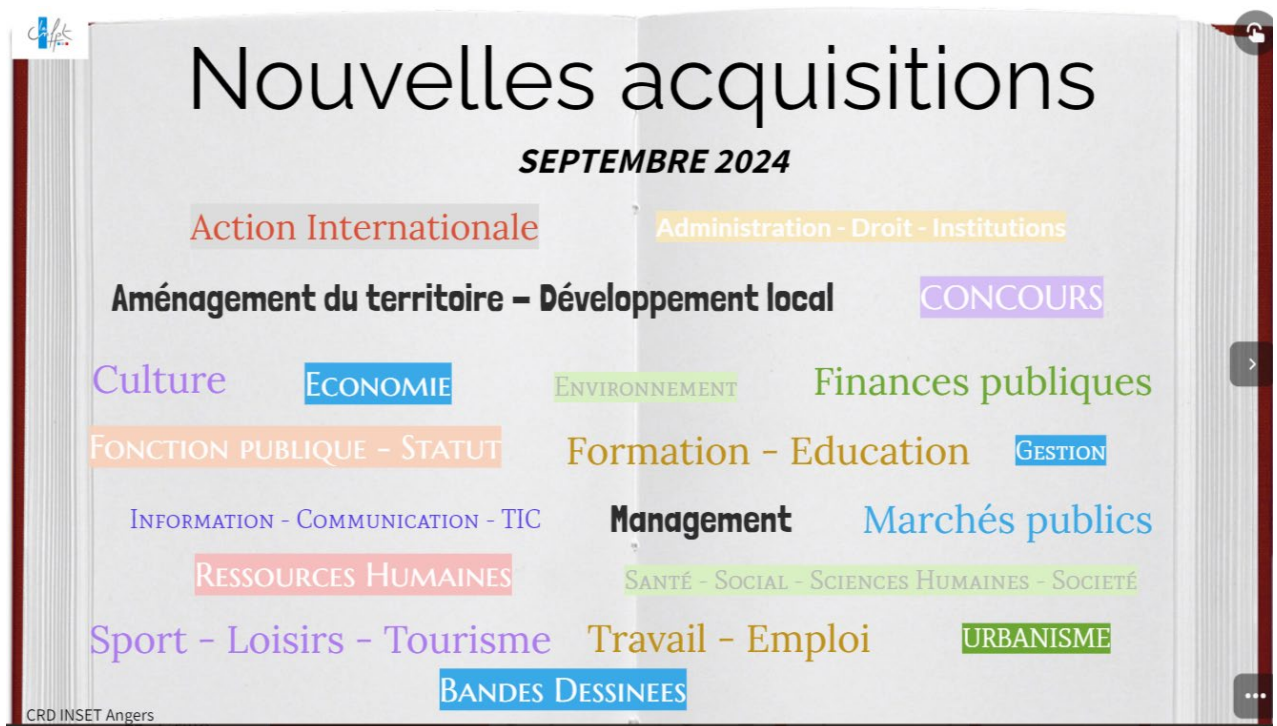 cnfpt
Nouvelles acquisitions
SEPTEMBRE 2024
Action Internationale
Administration - Droit - Institutions
Aménagement du territoire – Développement local
CONCOURS
Culture
ECONOMIE
ENVIRONNEMENT
Finances publiques
FONCTION PUBLIQUE – STATUT
Formation - Education
GESTION
INFORMATION - COMMUNICATION - TIC
Management
Marchés publics
RESSOURCES HUMAINES
SANTÉ - SOCIAL - SCIENCES HUMAINES - SOCIETÉ
Sport - Loisirs - Tourisme
Travail - Emploi
URBANISME
BANDES DESSINEES
CRD INSET Angers